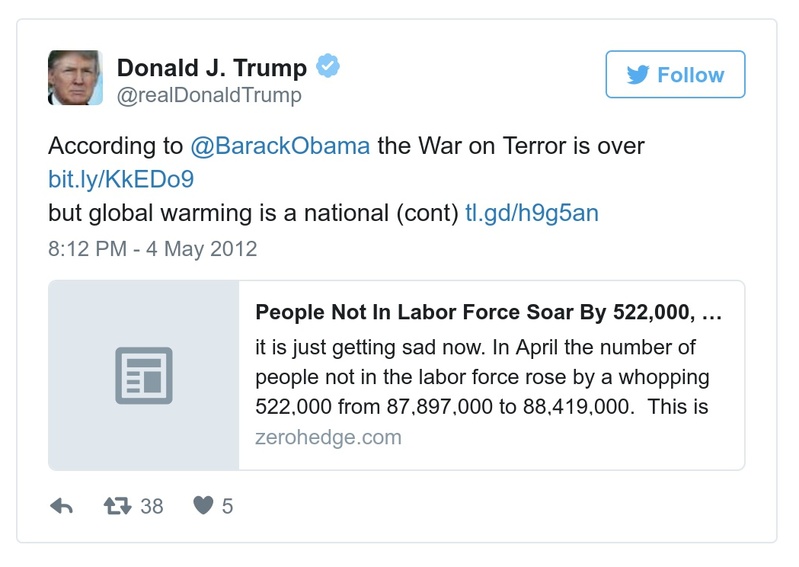 Donald J. Trump
@realDonaldTrump
Follow
According to @BarackObama the War on Terror is over
bit.ly/KkEDo9
but global warming is a national (cont) tl.gd/h9g5an
8:12 PM - 4 May 2012
People Not In Labor Force Soar By 522,000, ...
it is just getting sad now. In April the number of
people not in the labor force rose by a whopping
522,000 from 87,897,000 to 88,419,000.  This is
zerohedge.com
38
5